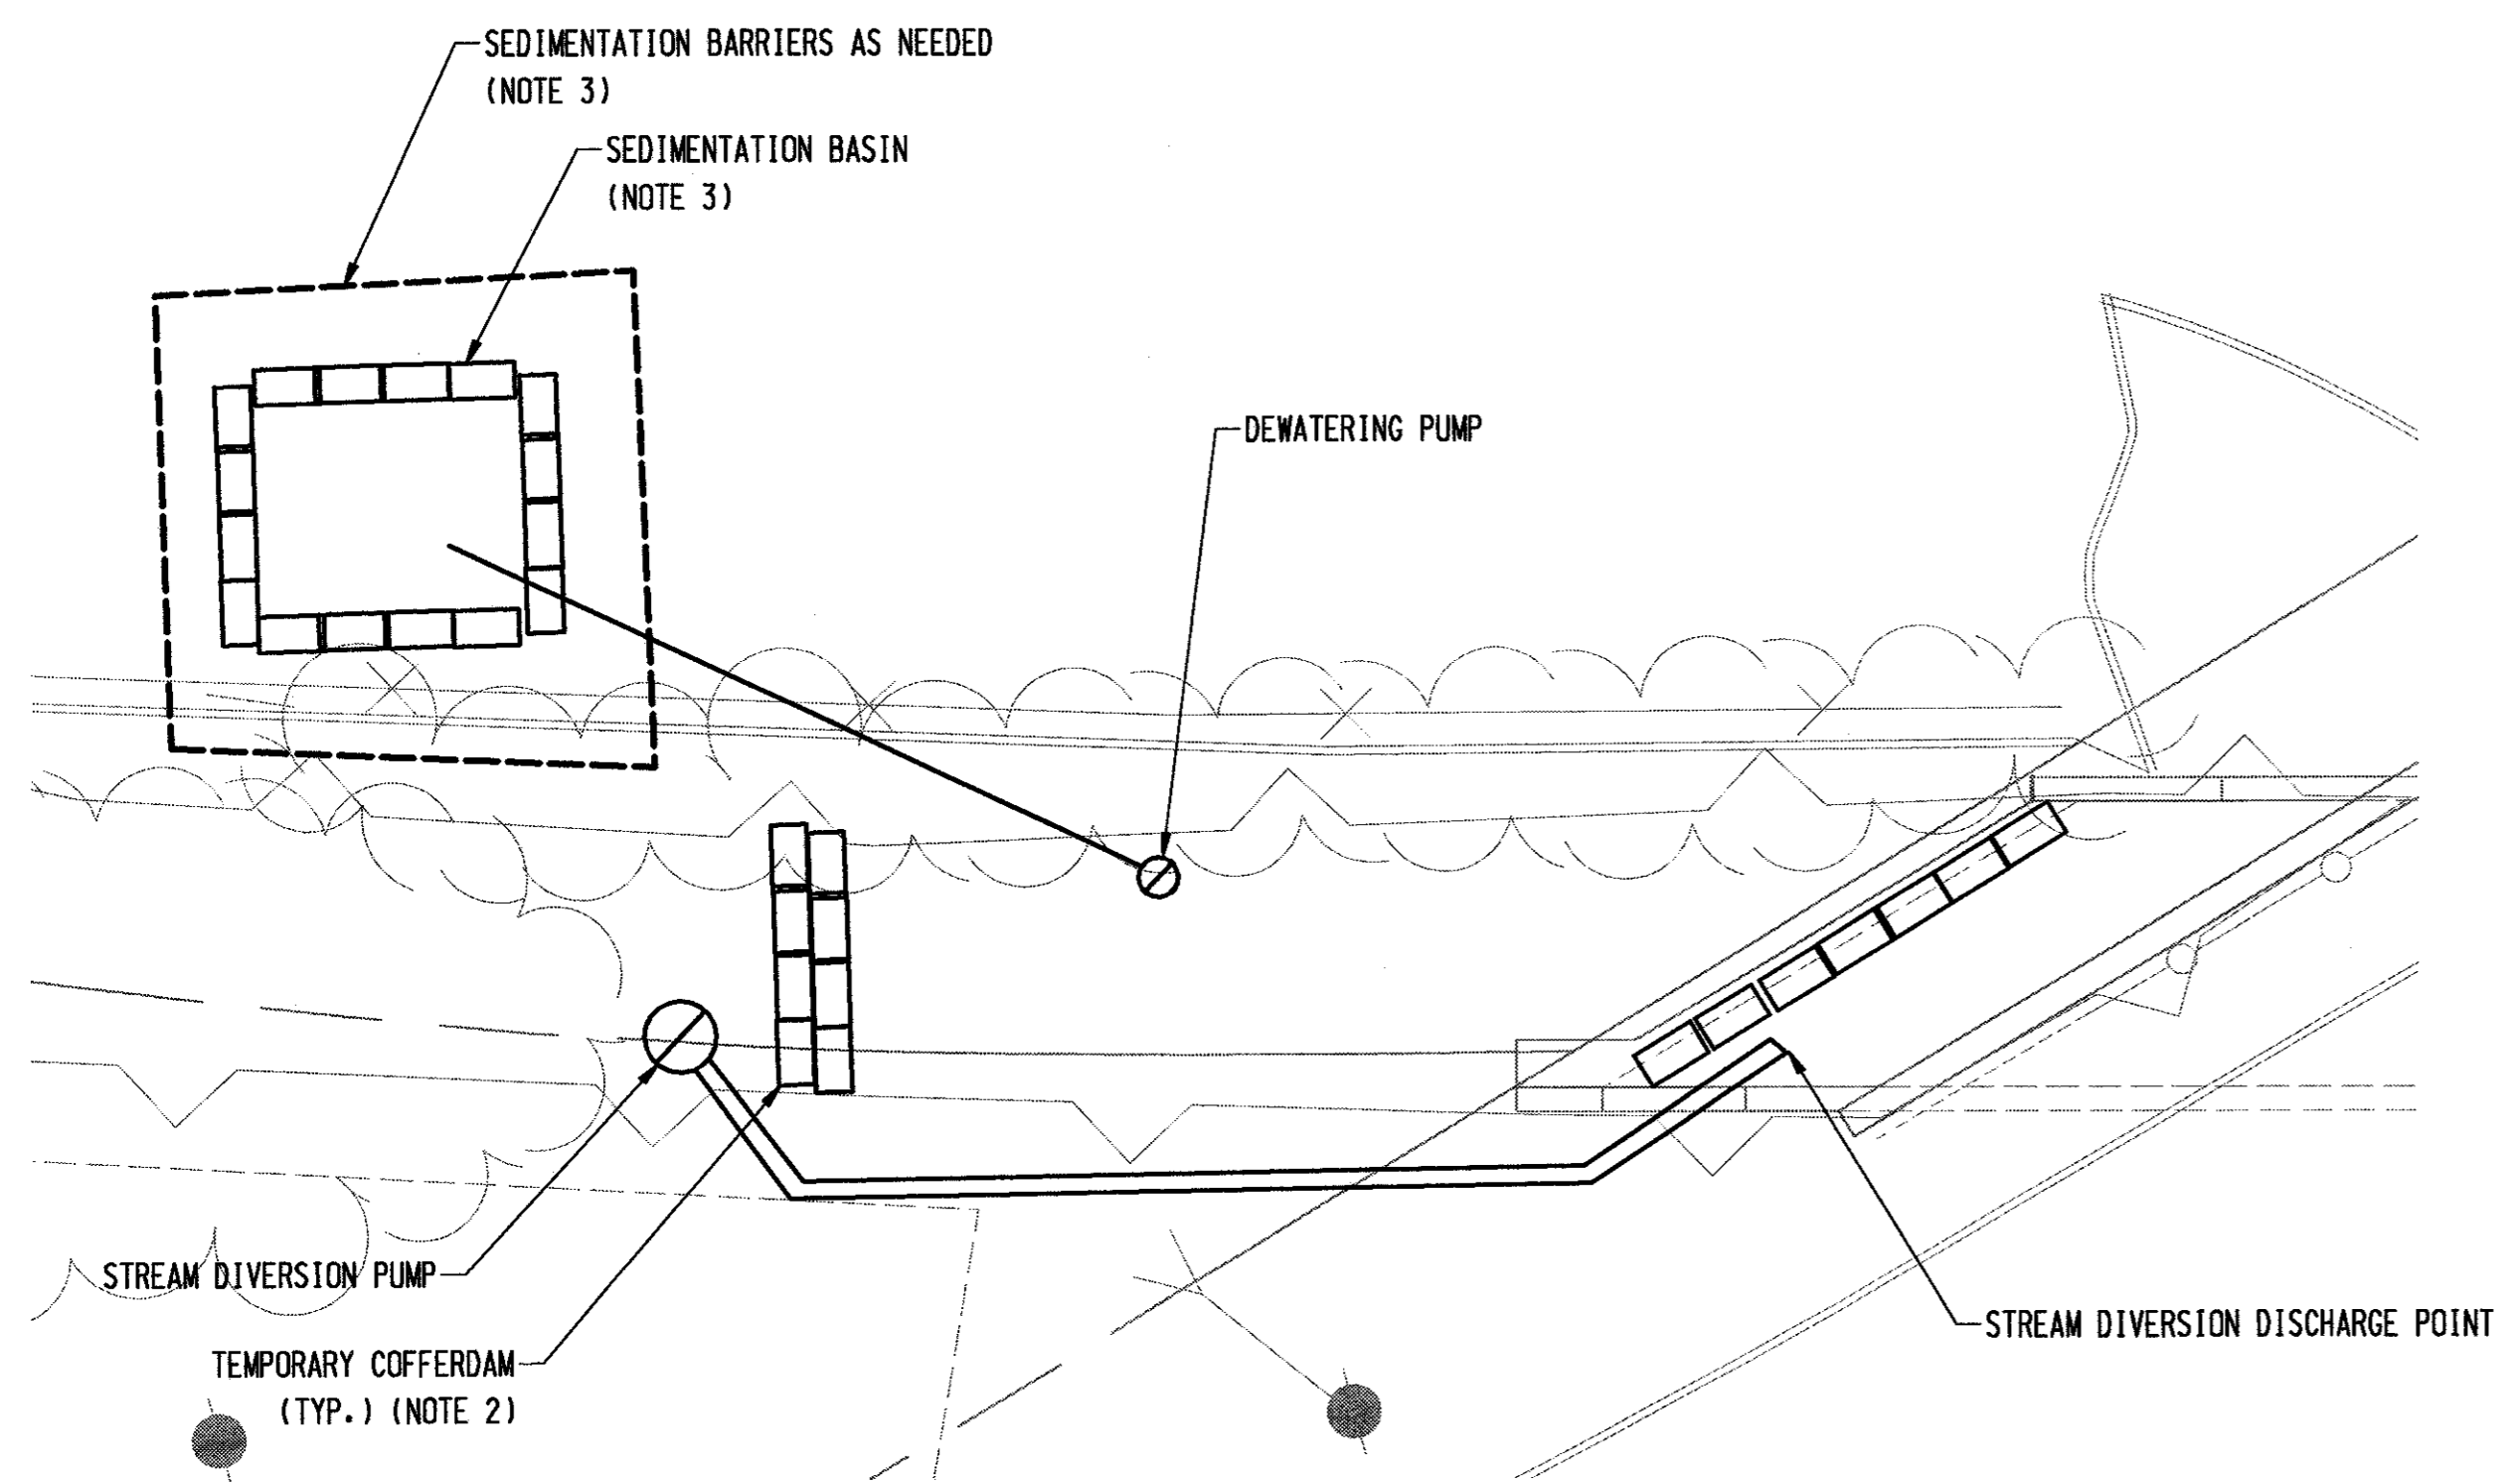 SEDIMENTATION BARRIERS AS NEEDED
(NOTE 3)
SEDIMENTATION BASIN
(NOTE 3)
DEWATERING PUMP
STREAM DIVERSION PUMP
TEMPORARY COFFERDAM
(TYP.) (NOTE 2)
STREAM DIVERSION DISCHARGE POINT